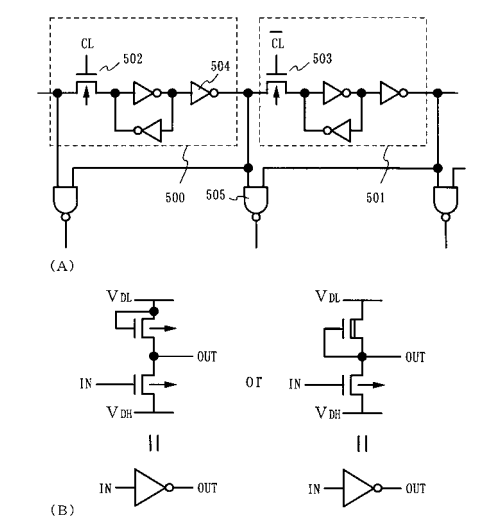 CL
502
504
C̅L̅
503
500
505
501
(A)
VDL
OUT
IN
VDH
OUT
IN
or
VDL
OUT
IN
VDH
IN
OUT
(B)